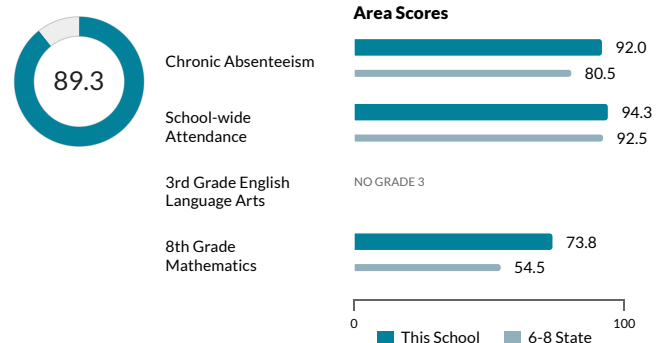 Area Scores
89.3
Chronic Absenteeism
92.0
80.5
School-wide
Attendance
94.3
92.5
3rd Grade English
Language Arts
NO GRADE 3
8th Grade
Mathematics
73.8
54.5
0
100
This School
6-8 State